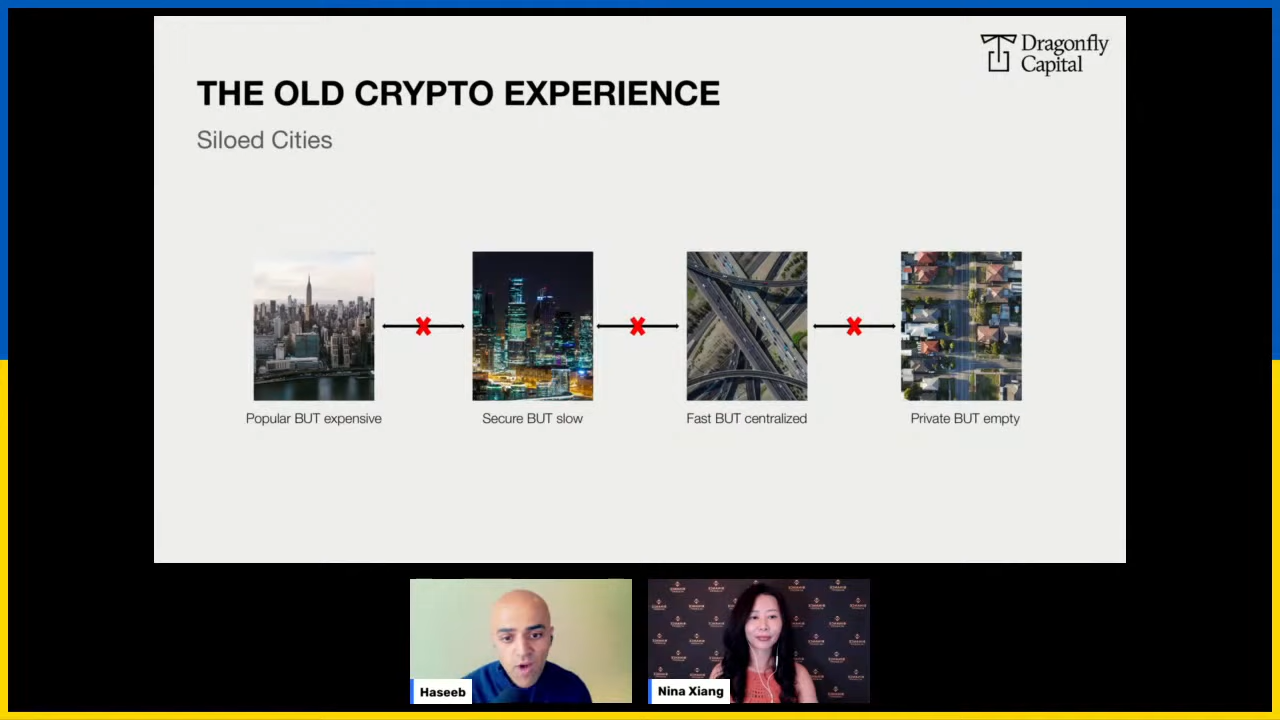 Dragonfly
Capital
THE OLD CRYPTO EXPERIENCE
Siloed Cities
Popular BUT expensive
Secure BUT slow
Fast BUT centralized
Private BUT empty
Haseeb
Nina Xiang